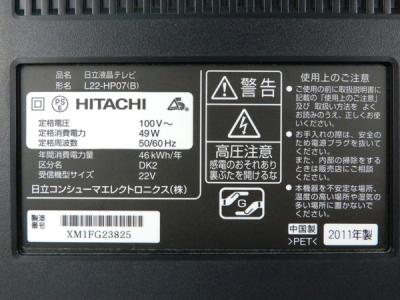 品名 日立液晶テレビ
形名 L22-HP07(B)
PS
E
HITACHI
定格電圧 100V～
定格消費電力 49W
定格周波数 50/60Hz
年間消費電力量 46kWh/年
区分名 DK2
受信機型サイズ 22V
日立コンシューマエレクトロニクス(株)
製造番号 XM1FG23825
警告
高圧注意
感電のおそれあり
裏ぶたを開けるな
G
使用上のご注意
●ご使用の前に取扱説明書に
記載の「使用上のご注意」
及び「取扱い方法」をよく
お読みのうえ、正しくご使用
ください。
●お手入れの際は、安全の
ため電源プラグを抜いてくだ
さい。また、内部の掃除をする
ときは販売店にご相談くだ
さい。
●本機器を不安定な場所、
温度の高い場所や湿気の
多い場所に置かないで
ください。
中国製
>PET<
2011年製